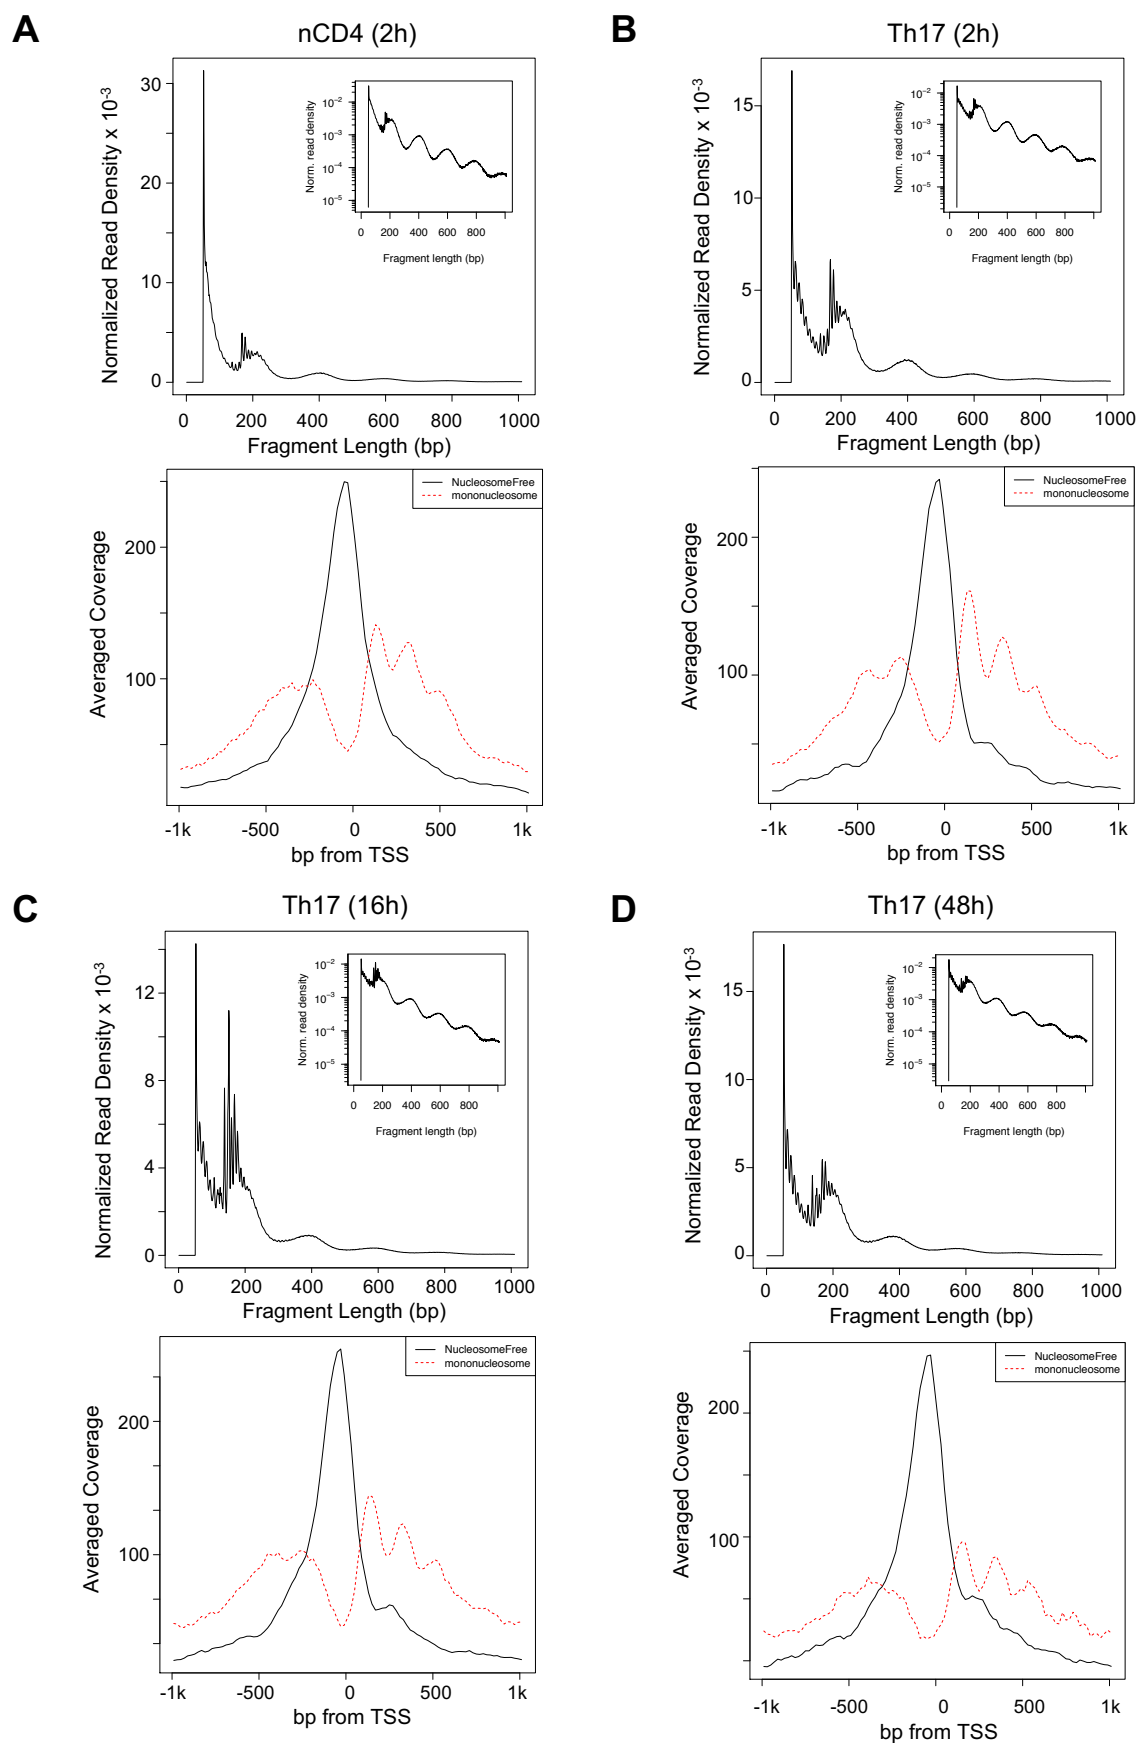 A
nCD4 (2h)
Normalized Read Density x 10-3
30
20
10
0
0 200 400 600 800 1000
Fragment Length (bp)
Norm. read density
10−2
10−3
10−4
10−5
0 200 400 600 800
Fragment length (bp)
Averaged Coverage
200
100
NucleosomeFree
mononucleosome
-1k -500 0 500 1k
bp from TSS
B
Th17 (2h)
Normalized Read Density x 10-3
15
10
5
0
0 200 400 600 800 1000
Fragment Length (bp)
Norm. read density
10−2
10−3
10−4
10−5
0 200 400 600 800
Fragment length (bp)
Averaged Coverage
200
100
NucleosomeFree
mononucleosome
-1k -500 0 500 1k
bp from TSS
C
Th17 (16h)
Normalized Read Density x 10-3
12
8
4
0
0 200 400 600 800 1000
Fragment Length (bp)
Norm. read density
10−2
10−3
10−4
10−5
0 200 400 600 800
Fragment length (bp)
Averaged Coverage
200
100
NucleosomeFree
mononucleosome
-1k -500 0 500 1k
bp from TSS
D
Th17 (48h)
Normalized Read Density x 10-3
15
10
5
0
0 200 400 600 800 1000
Fragment Length (bp)
Norm. read density
10−2
10−3
10−4
10−5
0 200 400 600 800
Fragment length (bp)
Averaged Coverage
200
100
NucleosomeFree
mononucleosome
-1k -500 0 500 1k
bp from TSS